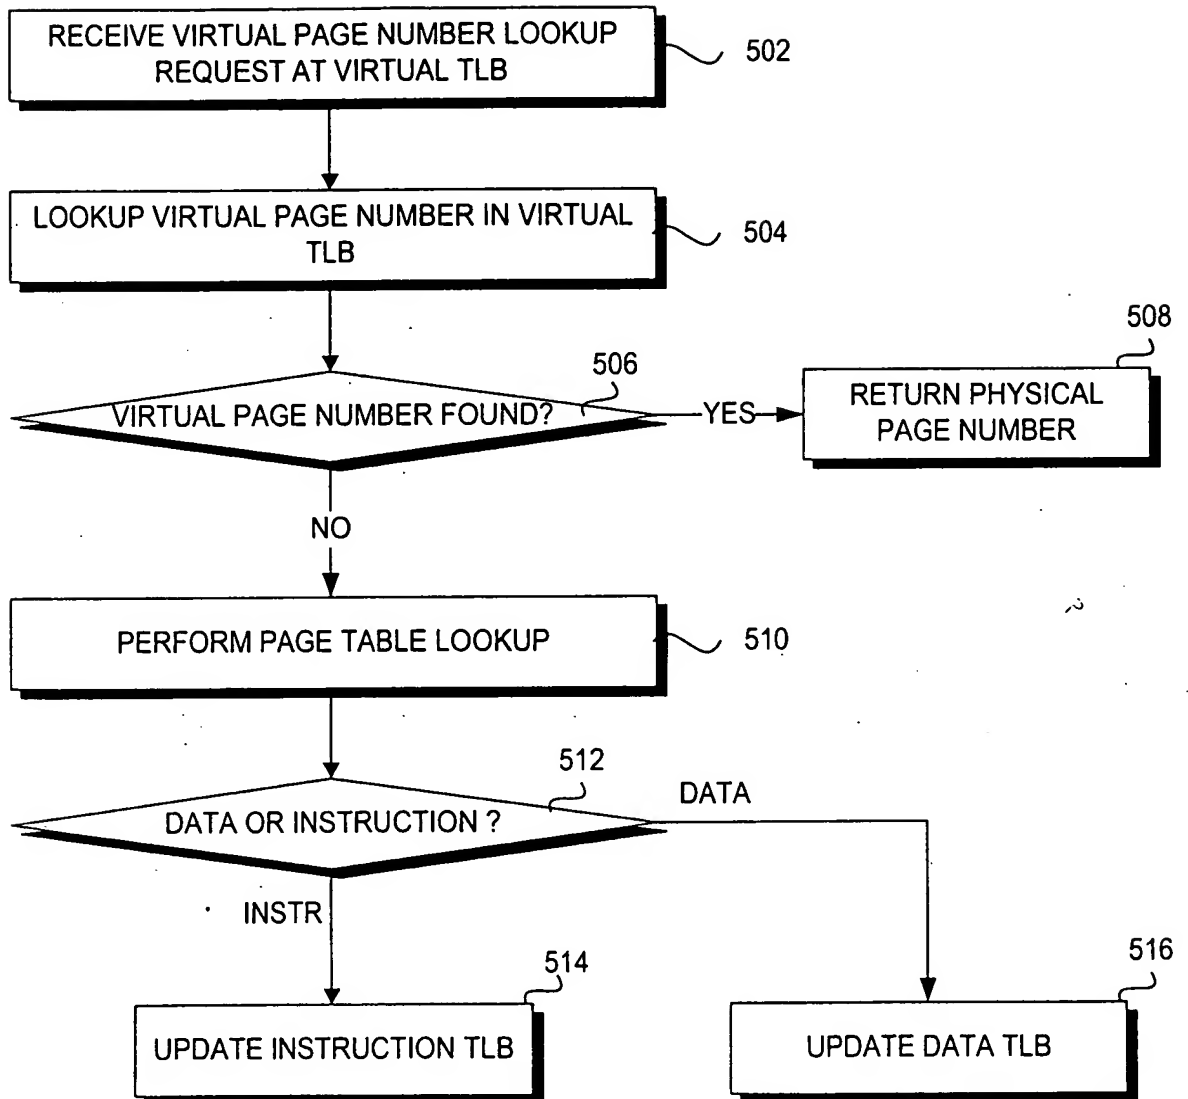 RECEIVE VIRTUAL PAGE NUMBER LOOKUP
REQUEST AT VIRTUAL TLB
502
LOOKUP VIRTUAL PAGE NUMBER IN VIRTUAL
TLB
504
508
506
VIRTUAL PAGE NUMBER FOUND?
YES
RETURN PHYSICAL
PAGE NUMBER
NO
PERFORM PAGE TABLE LOOKUP
510
512
DATA
DATA OR INSTRUCTION ?
INSTR
514
516
UPDATE INSTRUCTION TLB
UPDATE DATA TLB